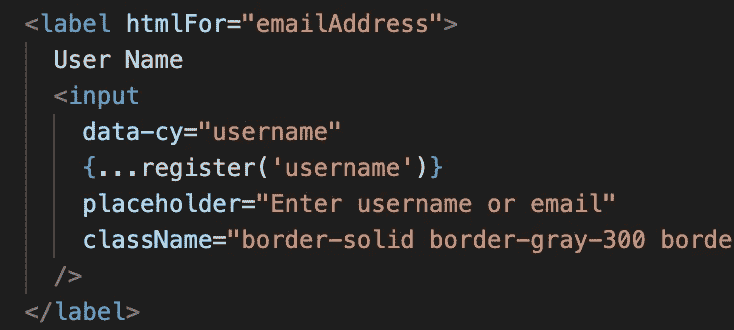 <label htmlFor="emailAddress">
User Name
<input
data-cy="username"
{...register('username')}
placeholder="Enter username or email"
className="border-solid border-gray-300 borde
/>
</label>